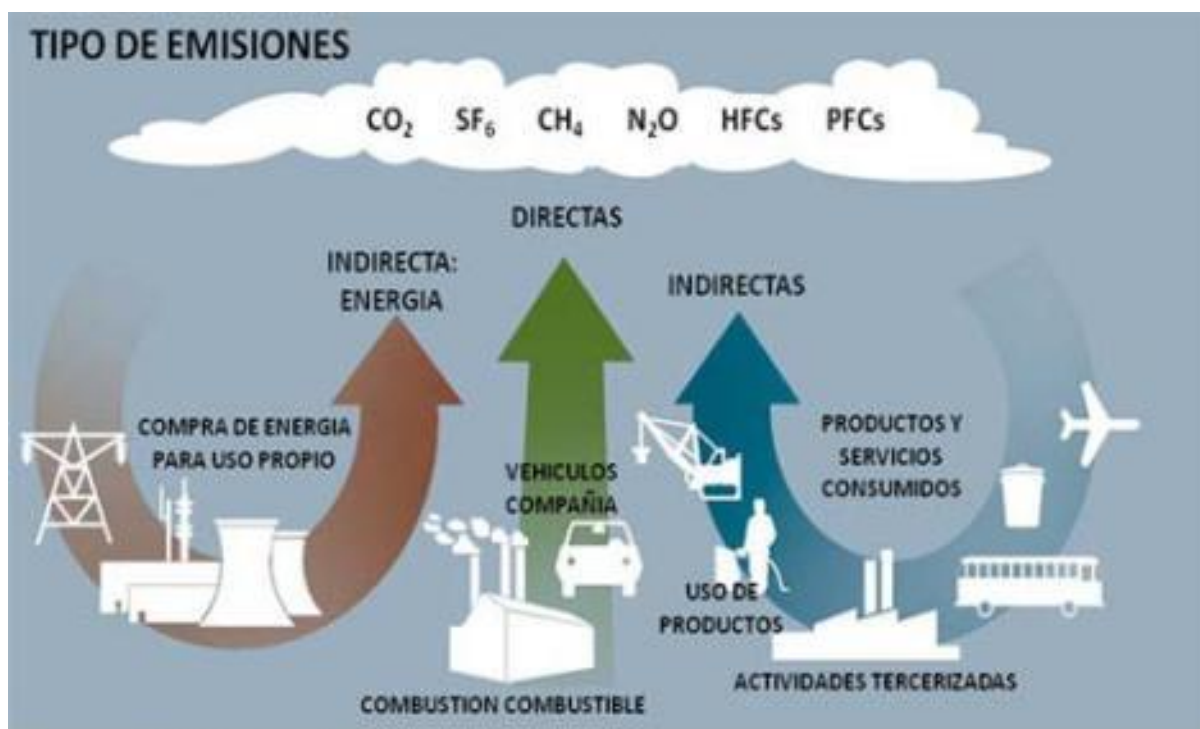 TIPO DE EMISIONES
CO₂ SF₆ CH₄ N₂O HFCs PFCs
DIRECTAS
INDIRECTA:
ENERGIA
INDIRECTAS
COMPRA DE ENERGIA
PARA USO PROPIO
VEHICULOS
COMPAÑIA
PRODUCTOS Y
SERVICIOS
CONSUMIDOS
USO DE
PRODUCTOS
COMBUSTION COMBUSTIBLE
ACTIVIDADES TERCERIZADAS